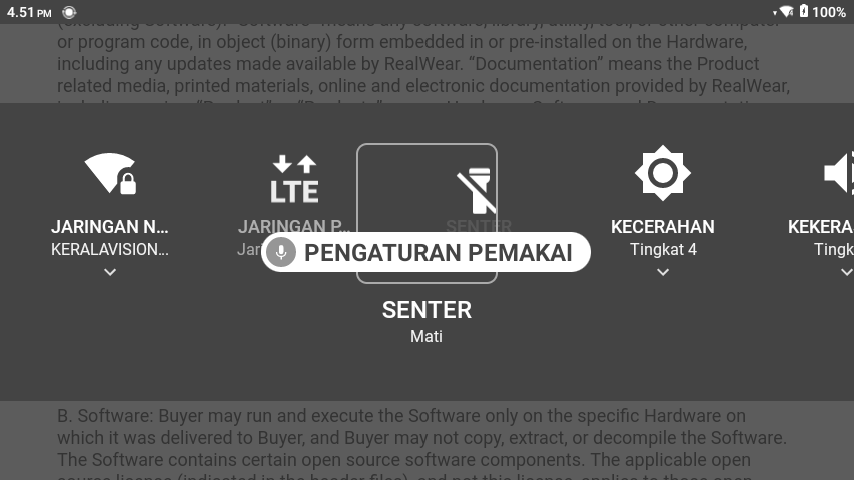 4.51 PM
100%
or program code, in object (binary) form embedded in or pre-installed on the Hardware,
including any updates made available by RealWear. “Documentation” means the Product
related media, printed materials, online and electronic documentation provided by RealWear,
LTE
JARINGAN N...
JARINGAN P...
SENTER
KECERAHAN
KEKERA
KERALAVISION...
Jari
Tingkat 4
Tingk
PENGATURAN PEMAKAI
SENTER
Mati
B. Software: Buyer may run and execute the Software only on the specific Hardware on
which it was delivered to Buyer, and Buyer may not copy, extract, or decompile the Software.
The Software contains certain open source software components. The applicable open